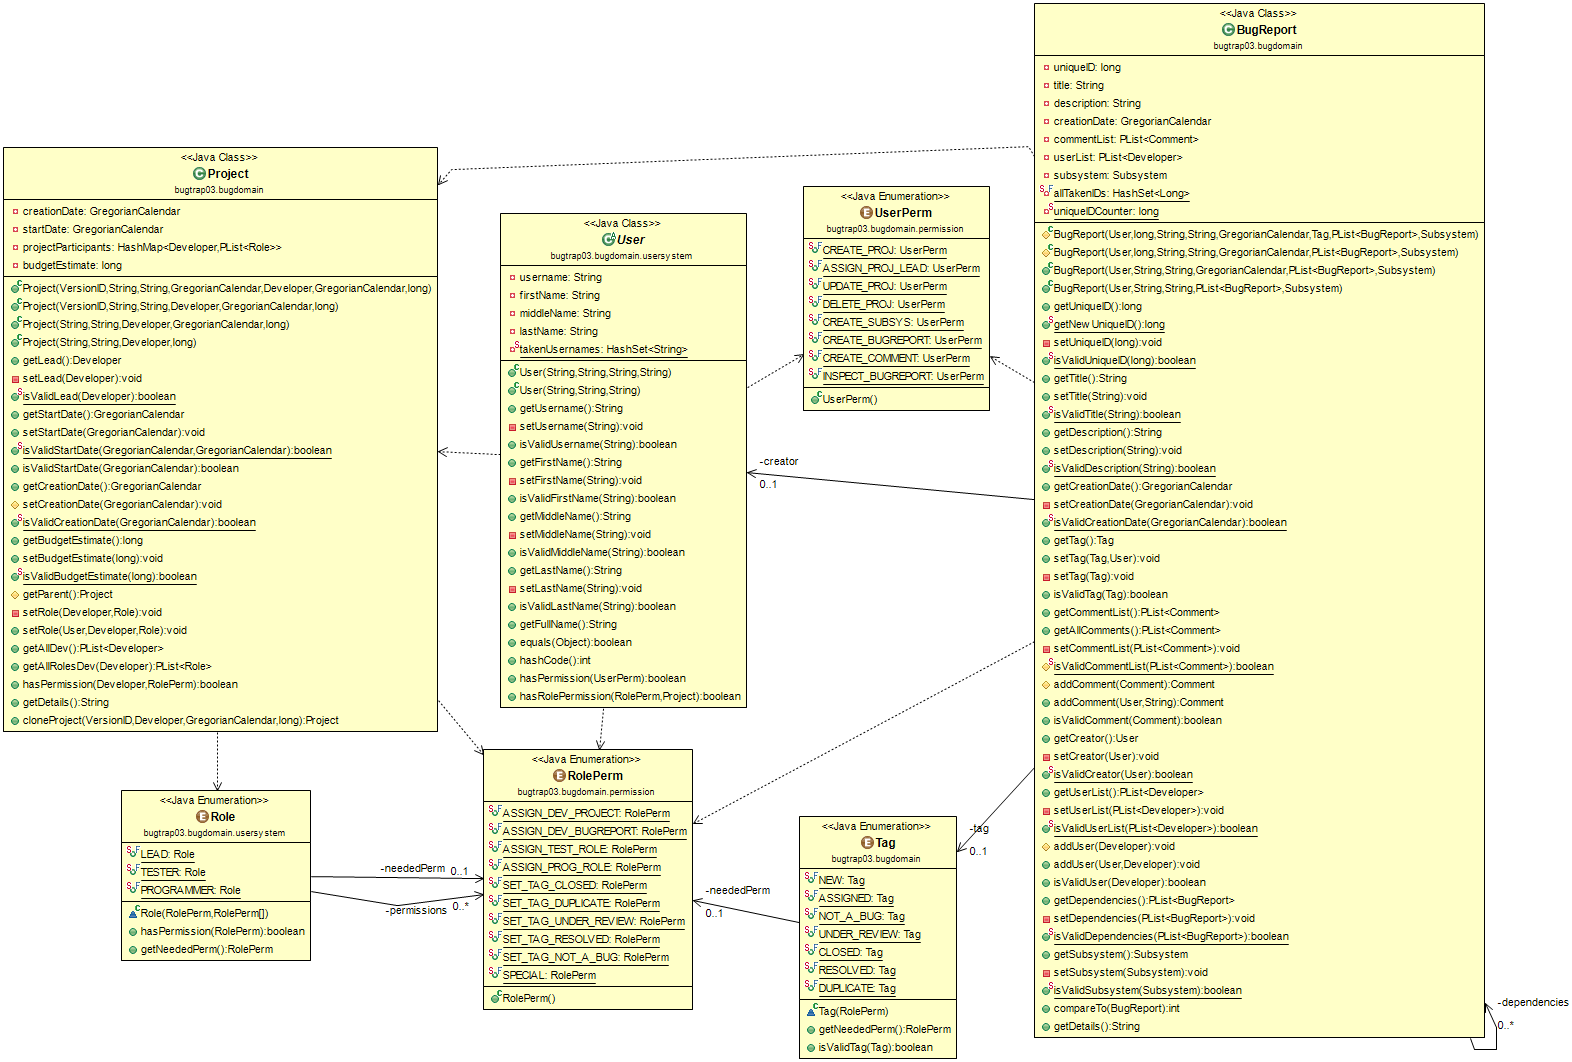 <<Java Class>>
Project
bugtrap03.bugdomain
creationDate: GregorianCalendar
startDate: GregorianCalendar
projectParticipants: HashMap<Developer,PList<Role>>
budgetEstimate: long
Project(VersionID,String,String,GregorianCalendar,Developer,GregorianCalendar,long)
Project(VersionID,String,String,Developer,GregorianCalendar,long)
Project(String,String,Developer,GregorianCalendar,long)
Project(String,String,Developer,long)
getLead():Developer
setLead(Developer):void
isValidLead(Developer):boolean
getStartDate():GregorianCalendar
setStartDate(GregorianCalendar):void
isValidStartDate(GregorianCalendar,GregorianCalendar):boolean
isValidStartDate(GregorianCalendar):boolean
getCreationDate():GregorianCalendar
setCreationDate(GregorianCalendar):void
isValidCreationDate(GregorianCalendar):boolean
getBudgetEstimate():long
setBudgetEstimate(long):void
isValidBudgetEstimate(long):boolean
getParent():Project
setRole(Developer,Role):void
setRole(User,Developer,Role):void
getAllDev():PList<Developer>
getAllRolesDev(Developer):PList<Role>
hasPermission(Developer,RolePerm):boolean
getDetails():String
cloneProject(VersionID,Developer,GregorianCalendar,long):Project
<<Java Class>>
User
bugtrap03.bugdomain.usersystem
username: String
firstName: String
middleName: String
lastName: String
takenUsernames: HashSet<String>
User(String,String,String,String)
User(String,String,String)
getUsername():String
setUsername(String):void
isValidUsername(String):boolean
getFirstName():String
setFirstName(String):void
isValidFirstName(String):boolean
getMiddleName():String
setMiddleName(String):void
isValidMiddleName(String):boolean
getLastName():String
setLastName(String):void
isValidLastName(String):boolean
getFullName():String
equals(Object):boolean
hashCode():int
hasPermission(UserPerm):boolean
hasRolePermission(RolePerm,Project):boolean
<<Java Enumeration>>
UserPerm
bugtrap03.bugdomain.permission
CREATE_PROJ: UserPerm
ASSIGN_PROJ_LEAD: UserPerm
UPDATE_PROJ: UserPerm
DELETE_PROJ: UserPerm
CREATE_SUBSYS: UserPerm
CREATE_BUGREPORT: UserPerm
CREATE_COMMENT: UserPerm
INSPECT_BUGREPORT: UserPerm
UserPerm()
-creator
0..1
<<Java Class>>
BugReport
bugtrap03.bugdomain
uniqueID: long
title: String
description: String
creationDate: GregorianCalendar
commentList: PList<Comment>
userList: PList<Developer>
subsystem: Subsystem
allTakenIDs: HashSet<Long>
uniqueIDCounter: long
BugReport(User,long,String,String,GregorianCalendar,Tag,PList<BugReport>,Subsystem)
BugReport(User,long,String,String,GregorianCalendar,PList<BugReport>,Subsystem)
BugReport(User,String,String,GregorianCalendar,PList<BugReport>,Subsystem)
BugReport(User,String,String,PList<BugReport>,Subsystem)
getUniqueID():long
getNewUniqueID():long
setUniqueID(long):void
isValidUniqueID(long):boolean
getTitle():String
setTitle(String):void
isValidTitle(String):boolean
getDescription():String
setDescription(String):void
isValidDescription(String):boolean
getCreationDate():GregorianCalendar
setCreationDate(GregorianCalendar):void
isValidCreationDate(GregorianCalendar):boolean
getTag():Tag
setTag(Tag,User):void
setTag(Tag):void
isValidTag(Tag):boolean
getCommentList():PList<Comment>
getAllComments():PList<Comment>
setCommentList(PList<Comment>):void
isValidCommentList(PList<Comment>):boolean
addComment(Comment):Comment
addComment(User,String):Comment
isValidComment(Comment):boolean
getCreator():User
setCreator(User):void
isValidCreator(User):boolean
getUserList():PList<Developer>
setUserList(PList<Developer>):void
isValidUserList(PList<Developer>):boolean
addUser(Developer):void
addUser(User,Developer):void
isValidUser(Developer):boolean
getDependencies():PList<BugReport>
setDependencies(PList<BugReport>):void
isValidDependencies(PList<BugReport>):boolean
getSubsystem():Subsystem
setSubsystem(Subsystem):void
isValidSubsystem(Subsystem):boolean
compareTo(BugReport):int
getDetails():String
-dependencies
0..*
<<Java Enumeration>>
Role
bugtrap03.bugdomain.usersystem
LEAD: Role
TESTER: Role
PROGRAMMER: Role
Role(RolePerm,RolePerm[])
hasPermission(RolePerm):boolean
getNeededPerm():RolePerm
-neededPerm
0..1
-permissions
0..*
<<Java Enumeration>>
RolePerm
bugtrap03.bugdomain.permission
ASSIGN_DEV_PROJECT: RolePerm
ASSIGN_DEV_BUGREPORT: RolePerm
ASSIGN_TEST_ROLE: RolePerm
ASSIGN_PROG_ROLE: RolePerm
SET_TAG_CLOSED: RolePerm
SET_TAG_DUPLICATE: RolePerm
SET_TAG_UNDER_REVIEW: RolePerm
SET_TAG_RESOLVED: RolePerm
SET_TAG_NOT_A_BUG: RolePerm
SPECIAL: RolePerm
RolePerm()
-neededPerm
0..1
<<Java Enumeration>>
Tag
bugtrap03.bugdomain
NEW: Tag
ASSIGNED: Tag
NOT_A_BUG: Tag
UNDER_REVIEW: Tag
CLOSED: Tag
RESOLVED: Tag
DUPLICATE: Tag
Tag(RolePerm)
getNeededPerm():RolePerm
isValidTag(Tag):boolean
-tag
0..1